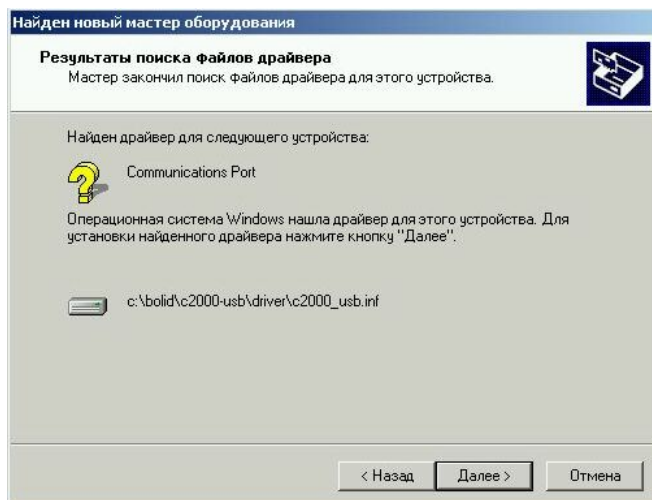 Найден новый мастер оборудования
Результаты поиска файлов драйвера
Мастер закончил поиск файлов драйвера для этого устройства.
Найден драйвер для следующего устройства:
Communications Port
Операционная система Windows нашла драйвер для этого устройства. Для
установки найденного драйвера нажмите кнопку "Далее".
c:\bolid\c2000-usb\driver\c2000_usb.inf
< Назад
Далее >
Отмена